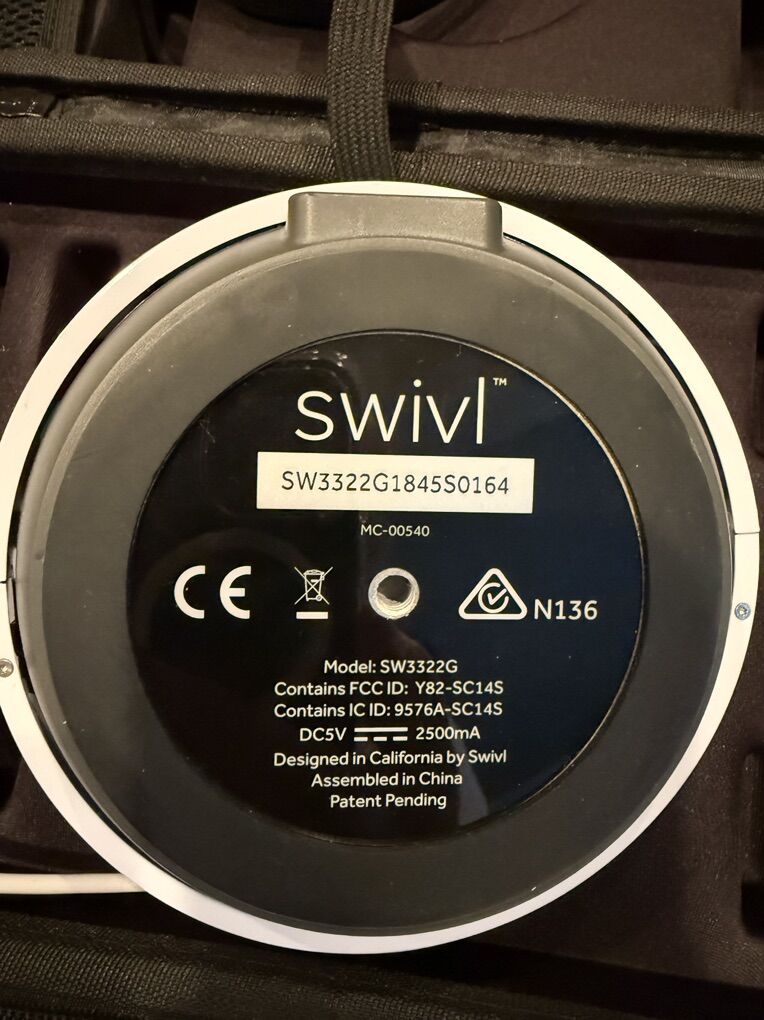 swivl™
SW3322G1845S0164
MC-00540
CE
N136
Model: SW3322G
Contains FCC ID: Y82-SC14S
Contains IC ID: 9576A-SC14S
DC5V 2500mA
Designed in California by Swivl
Assembled in China
Patent Pending